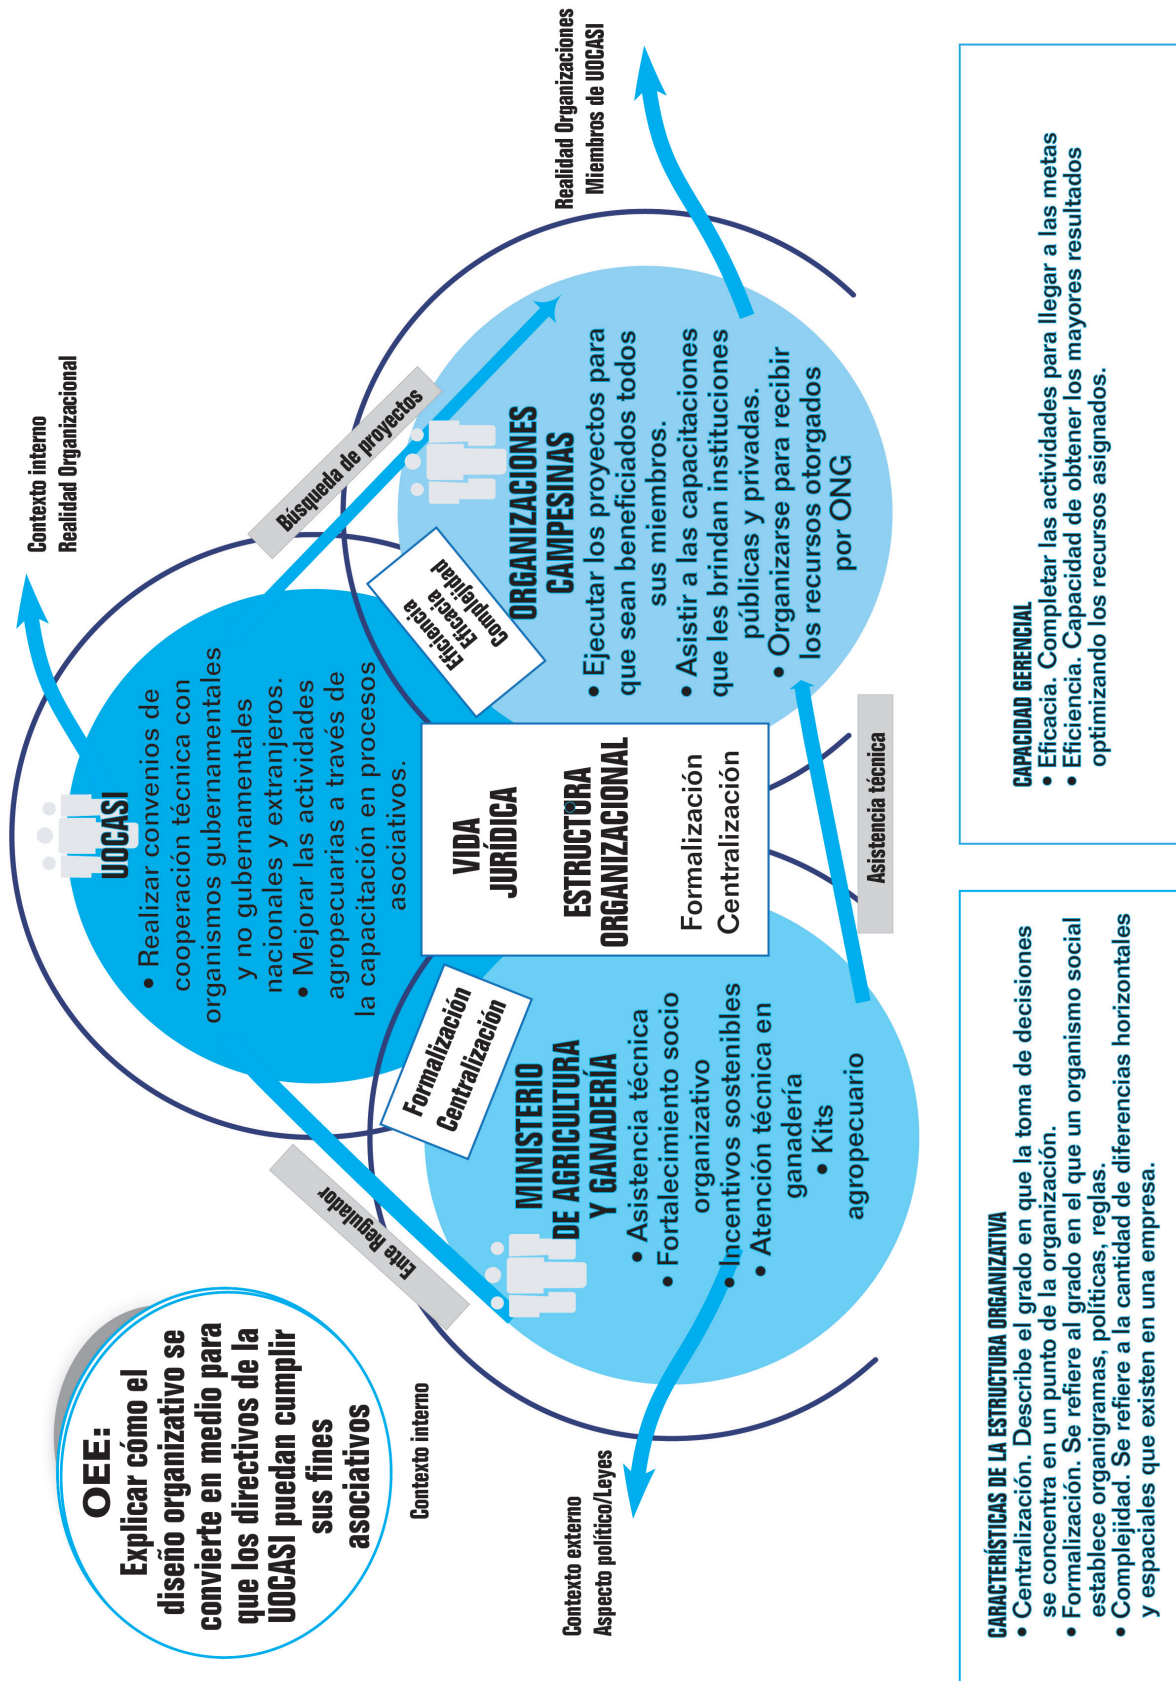 OEE:
Explicar cómo el
diseño organizativo se
convierte en medio para
que los directivos de la
UOCASI puedan cumplir
sus fines
asociativos
Contexto interno
Contexto interno
Realidad Organizacional
UOCASI
• Realizar convenios de
cooperación técnica con
organismos gubernamentales
y no gubernamentales
nacionales y extranjeros.
• Mejorar las actividades
agropecuarias a través de
la capacitación en procesos
asociativos.
Ente Regulador
Búsqueda de proyectos
Formalización
Centralización
Eficiencia
Eficacia
Complejidad
VIDA
JURÍDICA
ESTRUCTURA
ORGANIZACIONAL
Formalización
Centralización
MINISTERIO
DE AGRICULTURA
Y GANADERÍA
• Asistencia técnica
• Fortalecimiento socio
organizativo
• Incentivos sostenibles
• Atención técnica en
ganadería
• Kits
agropecuario
ORGANIZACIONES
CAMPESINAS
• Ejecutar los proyectos para
que sean beneficiados todos
sus miembros.
• Asistir a las capacitaciones
que les brindan instituciones
públicas y privadas.
• Organizarse para recibir
los recursos otorgados
por ONG
Asistencia técnica
Contexto externo
Aspecto político/Leyes
Realidad Organizaciones
Miembros de UOCASI
CARACTERÍSTICAS DE LA ESTRUCTURA ORGANIZATIVA
• Centralización. Describe el grado en que la toma de decisiones
se concentra en un punto de la organización.
• Formalización. Se refiere al grado en el que un organismo social
establece organigramas, políticas, reglas.
• Complejidad. Se refiere a la cantidad de diferencias horizontales
y espaciales que existen en una empresa.
CAPACIDAD GERENCIAL
• Eficacia. Completar las actividades para llegar a las metas
• Eficiencia. Capacidad de obtener los mayores resultados
optimizando los recursos asignados.